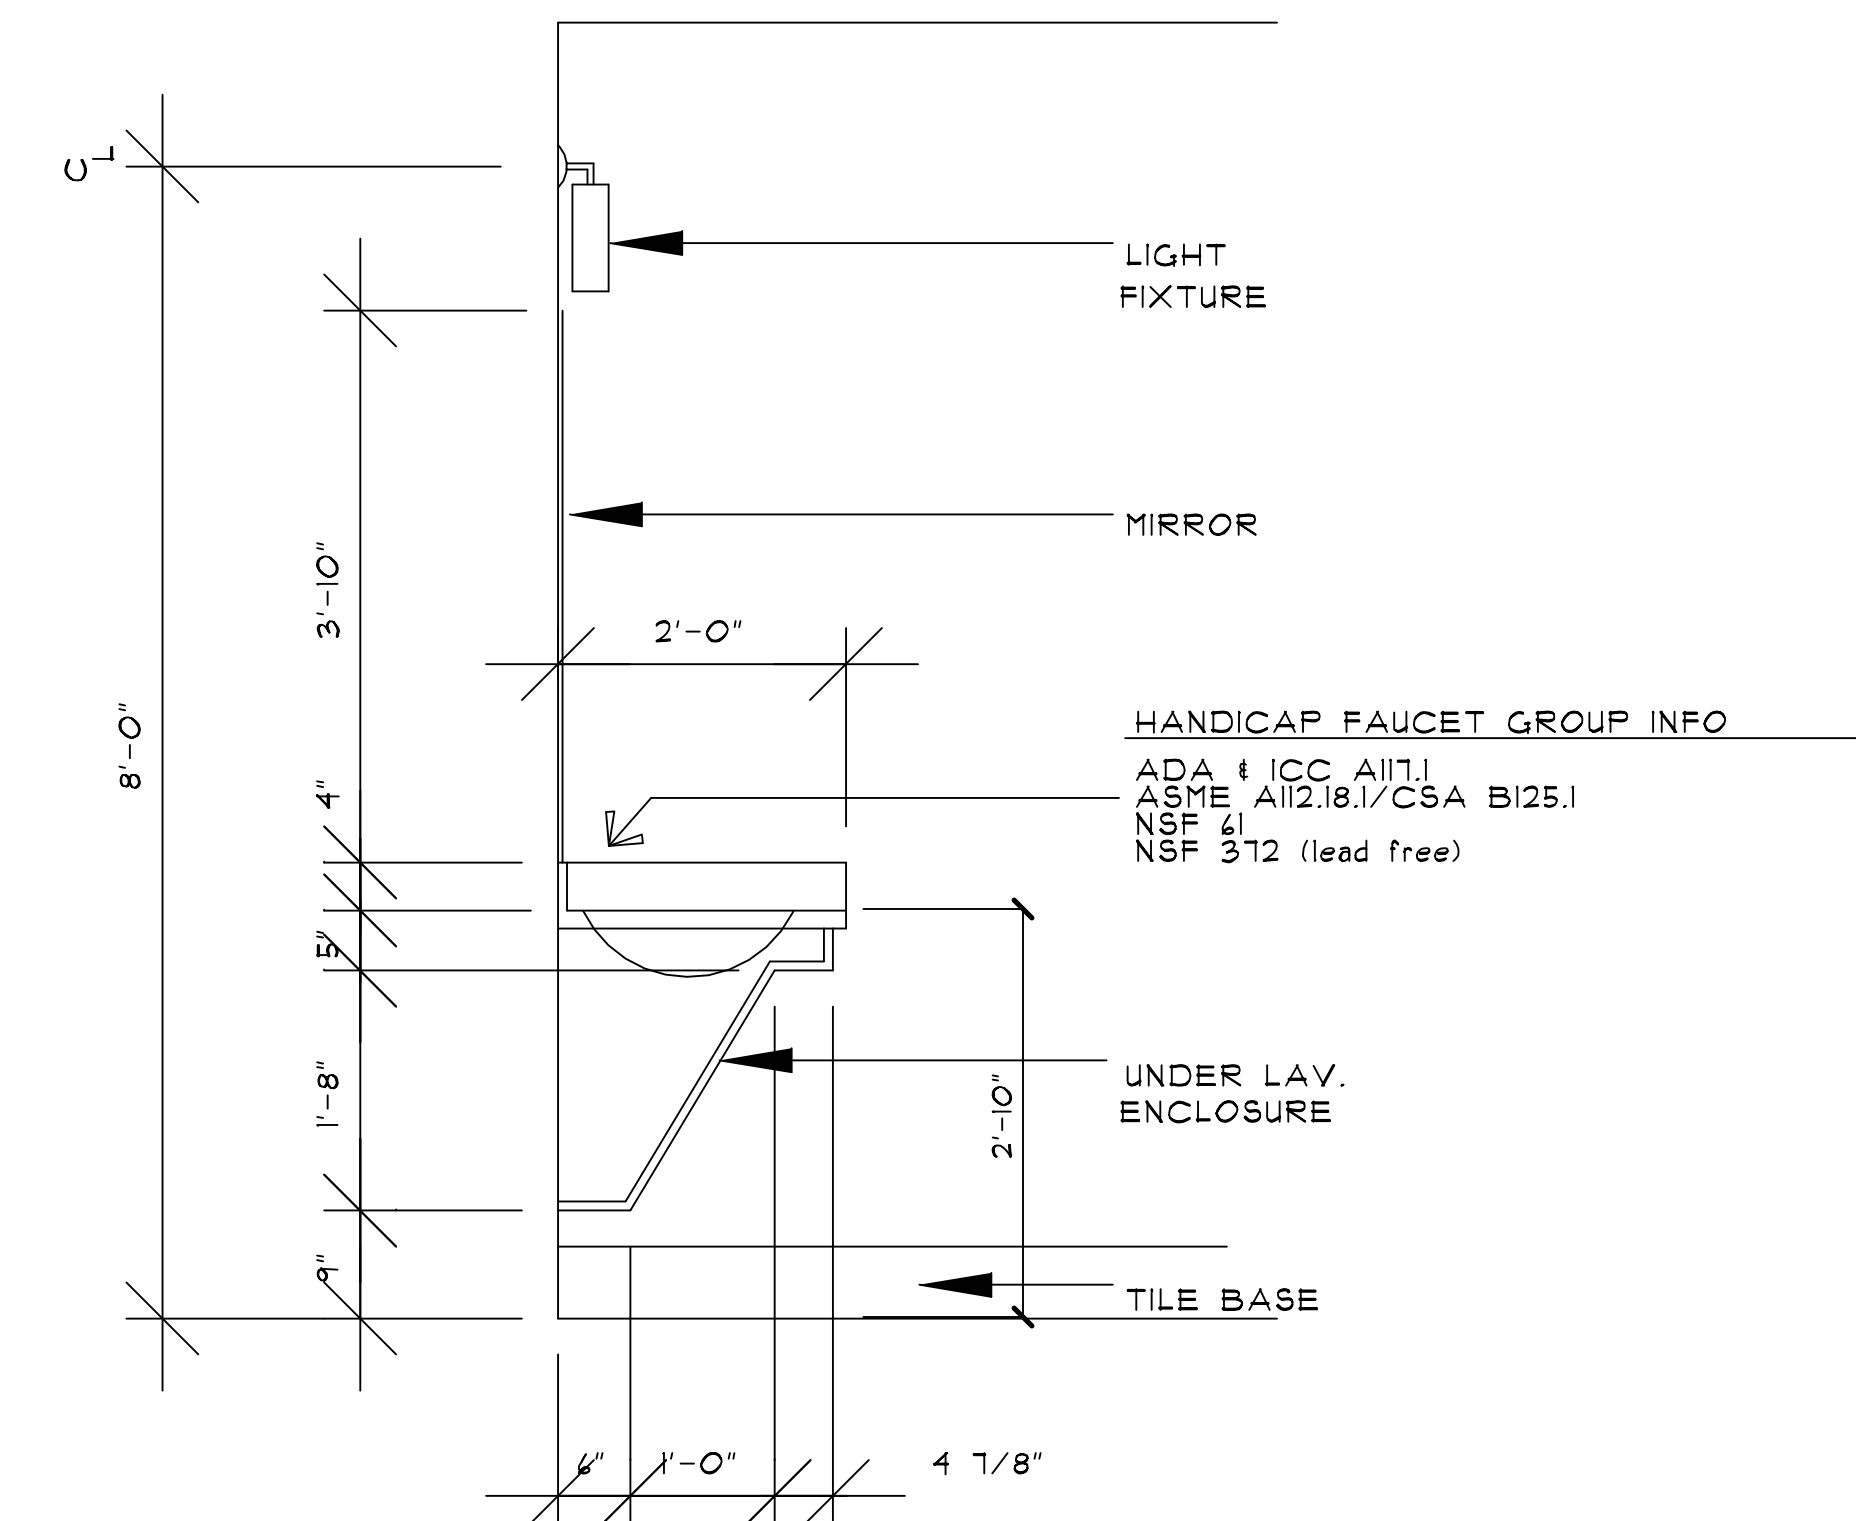 C
L
LIGHT
FIXTURE
MIRROR
3'-10"
2'-0"
8'-0"
HANDICAP FAUCET GROUP INFO
ADA & ICC A117.1
ASME A112.18.1/CSA B125.1
NSF 61
NSF 372 (lead free)
4"
5"
1'-8"
2'-10"
UNDER LAV.
ENCLOSURE
9"
TILE BASE
6"
1'-0"
4 7/8"